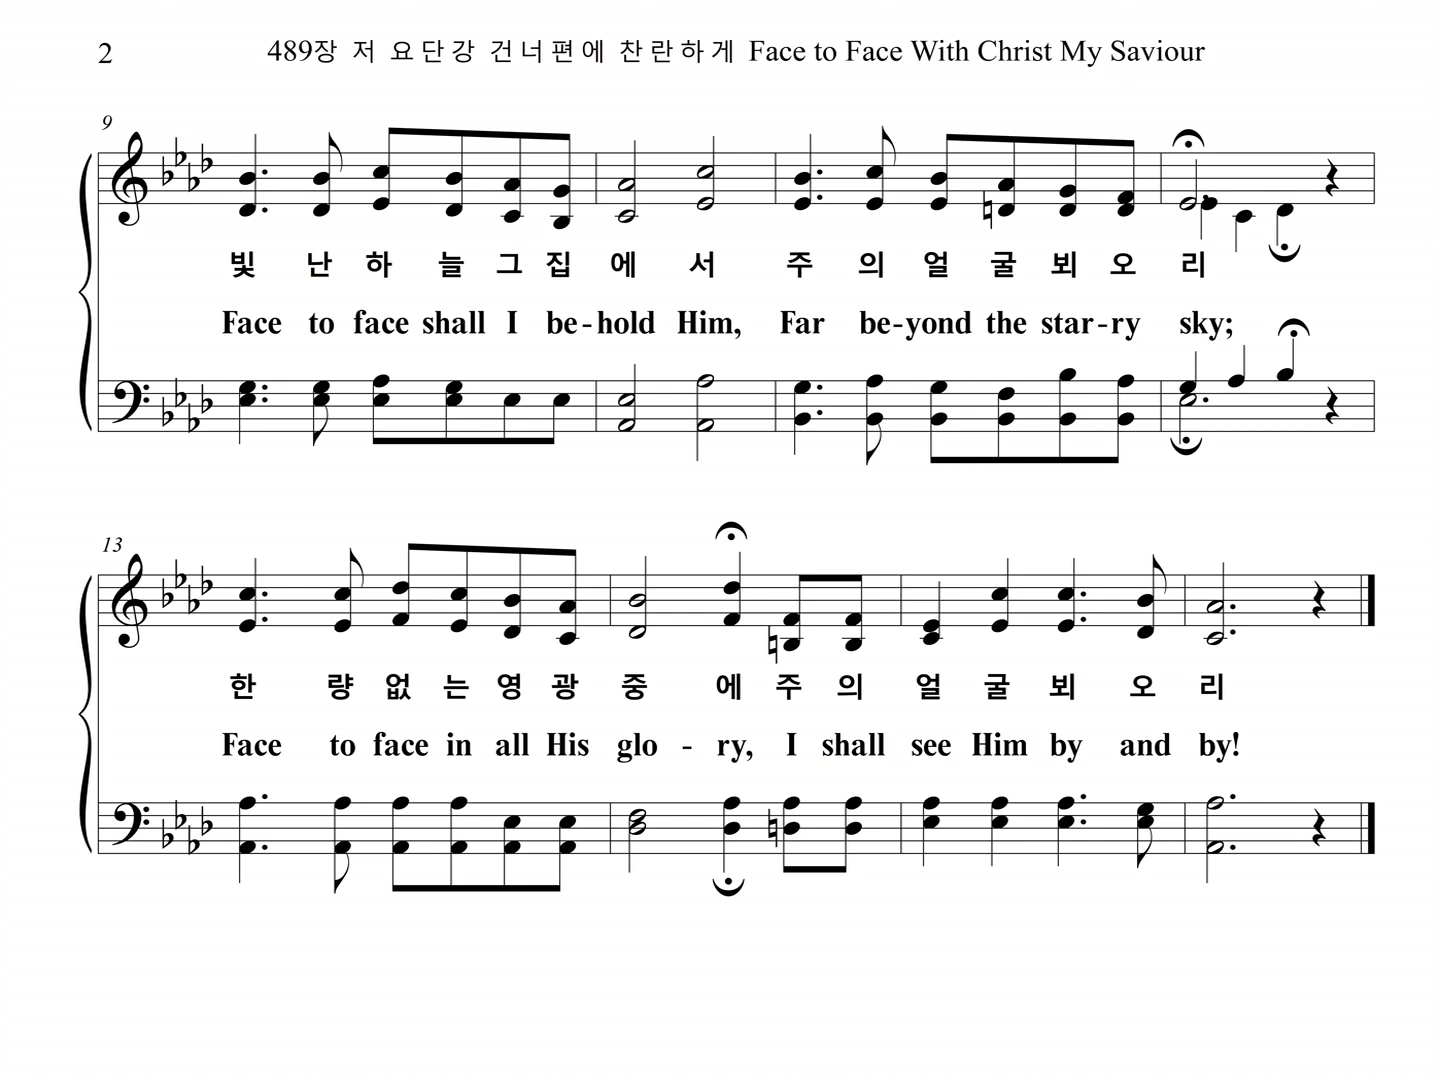 2
489장 저 요단강 건너편에 찬란하게 Face to Face With Christ My Saviour
9
빛 난 하 늘 그 집 에 서 주 의 얼 굴 뵈 오 리
Face to face shall I be-hold Him, Far be-yond the star-ry sky;
13
한 량 없 는 영 광 중 에 주 의 얼 굴 뵈 오 리
Face to face in all His glo - ry, I shall see Him by and by!